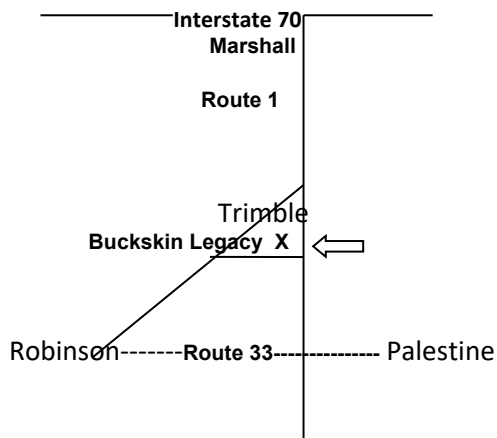 Interstate 70
Marshall
Route 1
Trimble
Buckskin Legacy X
Robinson------Route 33-------------- Palestine